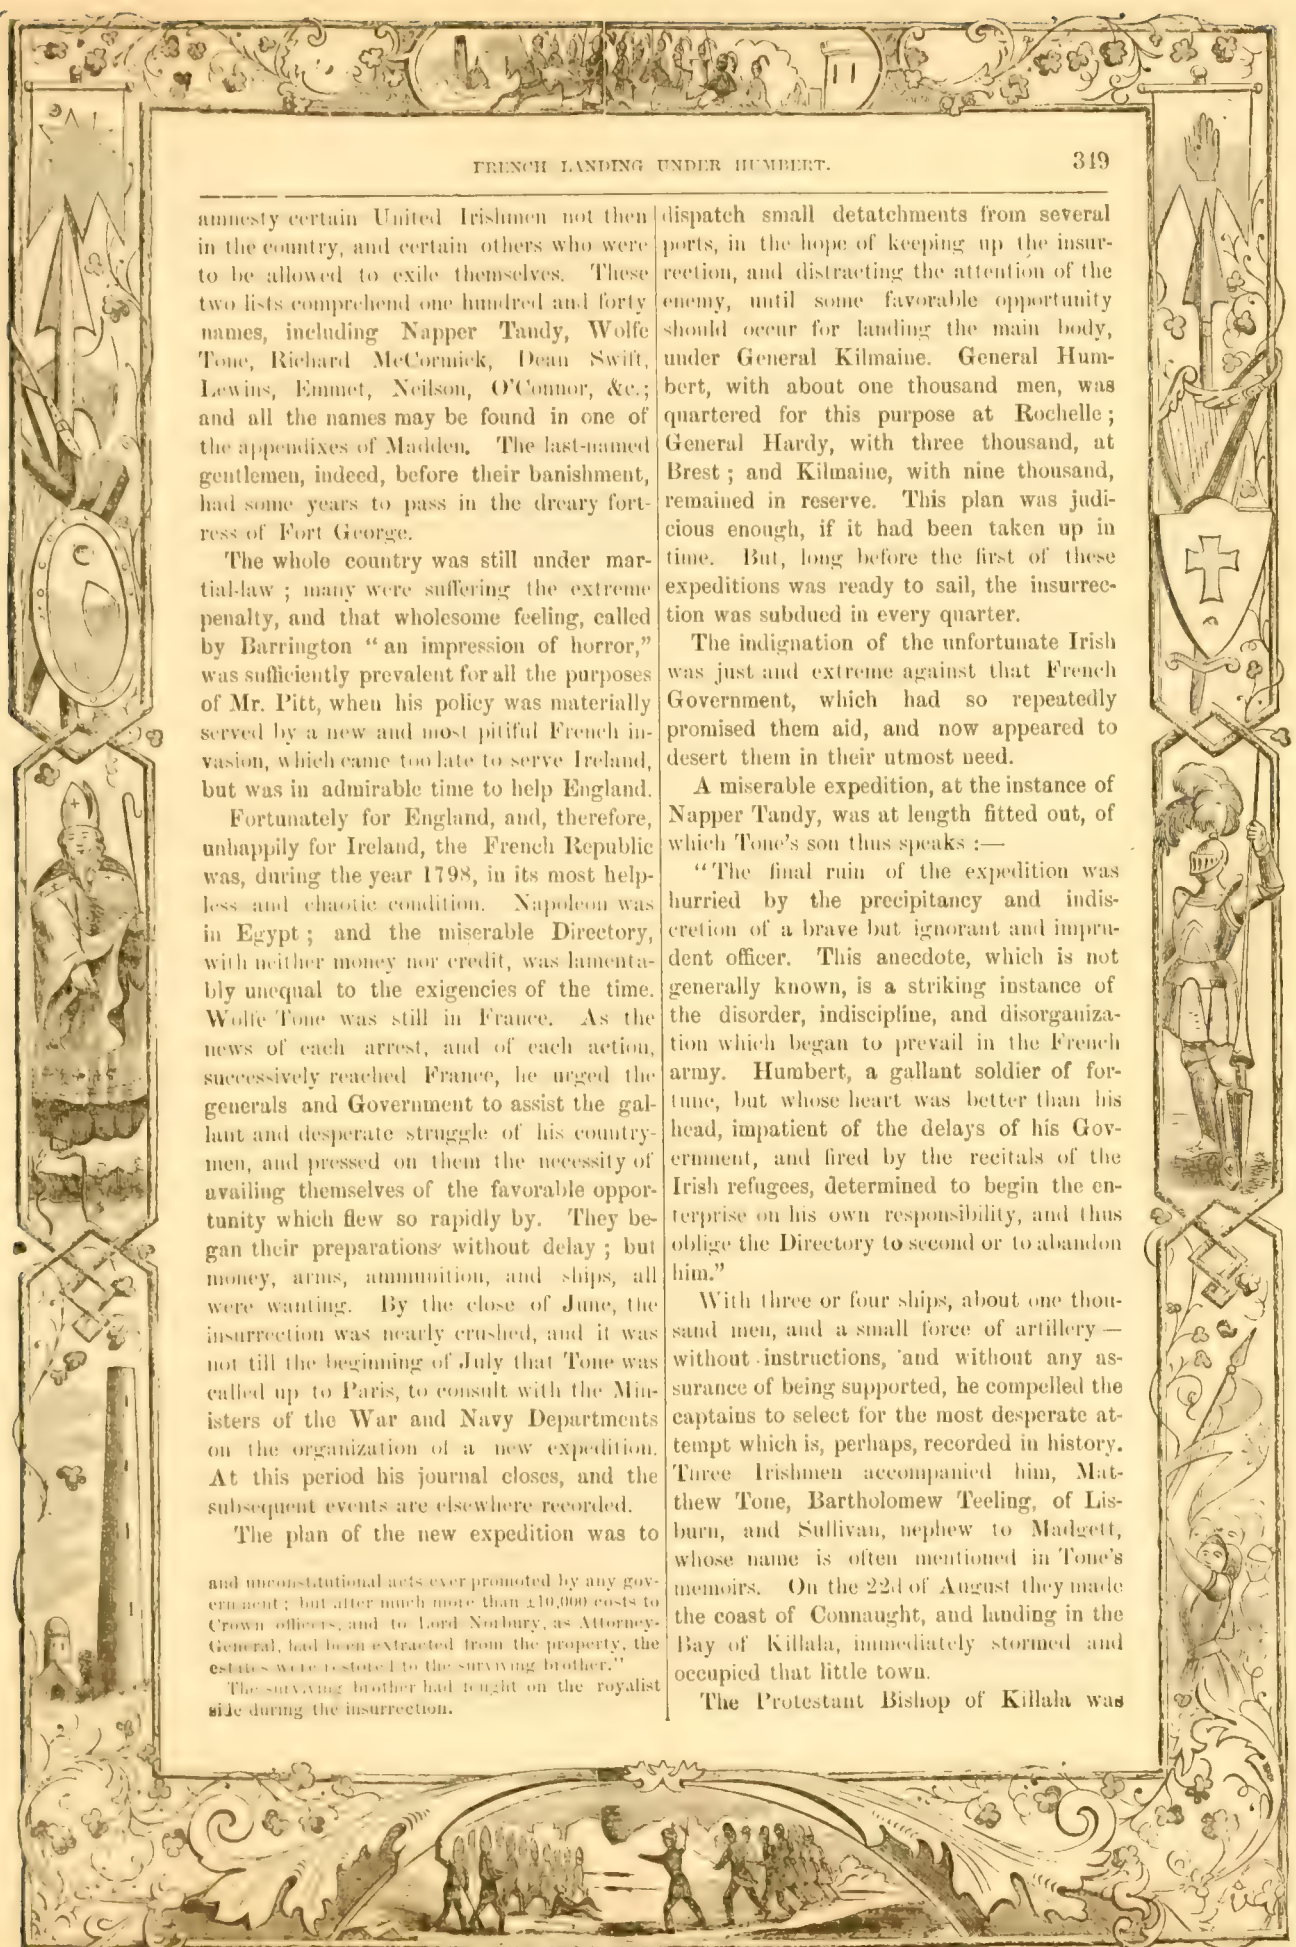 FRENCH LANDING UNDER HUMBERT. 349
amnesty certain United Irishmen not then
in the country, and certain others who were
to be allowed to exile themselves. These
two lists comprehend one hundred and forty
names, including Napper Tandy, Wolfe
Tone, Richard McCormick, Dean Swift,
Lewins, Emmet, Neilson, O'Connor, &c.;
and all the names may be found in one of
the appendixes of Madden. The last-named
gentlemen, indeed, before their banishment,
had some years to pass in the dreary fort-
ress of Fort George.
The whole country was still under mar-
tial-law ; many were suffering the extreme
penalty, and that wholesome feeling, called
by Barrington "an impression of horror,"
was sufficiently prevalent for all the purposes
of Mr. Pitt, when his policy was materially
served by a new and most pitiful French in-
vasion, which came too late to serve Ireland,
but was in admirable time to help England.
Fortunately for England, and, therefore,
unhappily for Ireland, the French Republic
was, during the year 1798, in its most help-
less and chaotic condition. Napoleon was
in Egypt ; and the miserable Directory,
with neither money nor credit, was lamenta-
bly unequal to the exigencies of the time.
Wolfe Tone was still in France. As the
news of each arrest, and of each action,
successively reached France, he urged the
generals and Government to assist the gal-
lant and desperate struggle of his country-
men, and pressed on them the necessity of
availing themselves of the favorable oppor-
tunity which flew so rapidly by. They be-
gan their preparations without delay ; but
money, arms, ammunition, and ships, all
were wanting. By the close of June, the
insurrection was nearly crushed, and it was
not till the beginning of July that Tone was
called up to Paris, to consult with the Min-
isters of the War and Navy Departments
on the organization of a new expedition.
At this period his journal closes, and the
subsequent events are elsewhere recorded.
The plan of the new expedition was to
and unconstitutional acts ever promoted by any gov-
ernment ; but after much more than £10,000 costs to
Crown officers, and to Lord Norbury, as Attorney-
General, had been extracted from the property, the
estates were restored to the surviving brother."
The surviving brother had fought on the royalist
side during the insurrection.
dispatch small detatchments from several
ports, in the hope of keeping up the insur-
rection, and distracting the attention of the
enemy, until some favorable opportunity
should occur for landing the main body,
under General Kilmaine. General Hum-
bert, with about one thousand men, was
quartered for this purpose at Rochelle ;
General Hardy, with three thousand, at
Brest ; and Kilmaine, with nine thousand,
remained in reserve. This plan was judi-
cious enough, if it had been taken up in
time. But, long before the first of these
expeditions was ready to sail, the insurrec-
tion was subdued in every quarter.
The indignation of the unfortunate Irish
was just and extreme against that French
Government, which had so repeatedly
promised them aid, and now appeared to
desert them in their utmost need.
A miserable expedition, at the instance of
Napper Tandy, was at length fitted out, of
which Tone's son thus speaks :—
"The final ruin of the expedition was
hurried by the precipitancy and indis-
cretion of a brave but ignorant and impru-
dent officer. This anecdote, which is not
generally known, is a striking instance of
the disorder, indiscipline, and disorganiza-
tion which began to prevail in the French
army. Humbert, a gallant soldier of for-
tune, but whose heart was better than his
head, impatient of the delays of his Gov-
ernment, and fired by the recitals of the
Irish refugees, determined to begin the en-
terprise on his own responsibility, and thus
oblige the Directory to second or to abandon
him."
With three or four ships, about one thou-
sand men, and a small force of artillery —
without instructions, and without any as-
surance of being supported, he compelled the
captains to select for the most desperate at-
tempt which is, perhaps, recorded in history.
Three Irishmen accompanied him, Mat-
thew Tone, Bartholomew Teeling, of Lis-
burn, and Sullivan, nephew to Madgett,
whose name is often mentioned in Tone's
memoirs. On the 22d of August they made
the coast of Connaught, and landing in the
Bay of Killala, immediately stormed and
occupied that little town.
The Protestant Bishop of Killala was